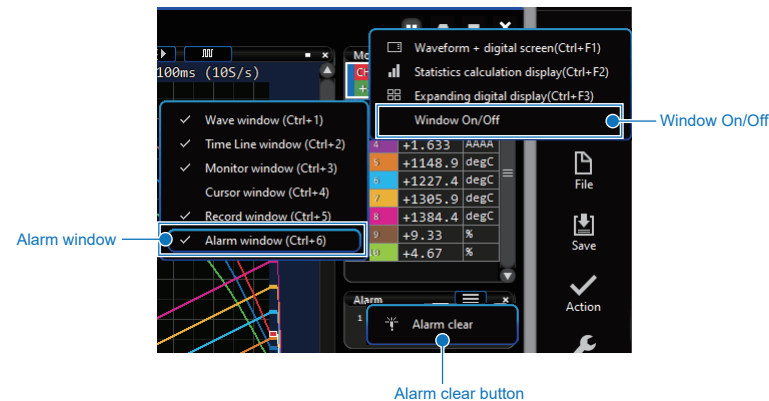 Waveform + digital screen(Ctrl+F1)
Statistics calculation display(Ctrl+F2)
Expanding digital display(Ctrl+F3)
Window On/Off
Window On/Off
100ms (10S/s)
Mo
CH
+
Wave window (Ctrl+1)
Time Line window (Ctrl+2)
Monitor window (Ctrl+3)
Cursor window (Ctrl+4)
Record window (Ctrl+5)
Alarm window (Ctrl+6)
Alarm window
4 +1.633 AAAA
5 +1148.9 degC
6 +1227.4 degC
7 +1305.9 degC
8 +1384.4 degC
9 +9.33 %
10 +4.67 %
File
Save
Action
Alarm
1
Alarm clear
Alarm clear button